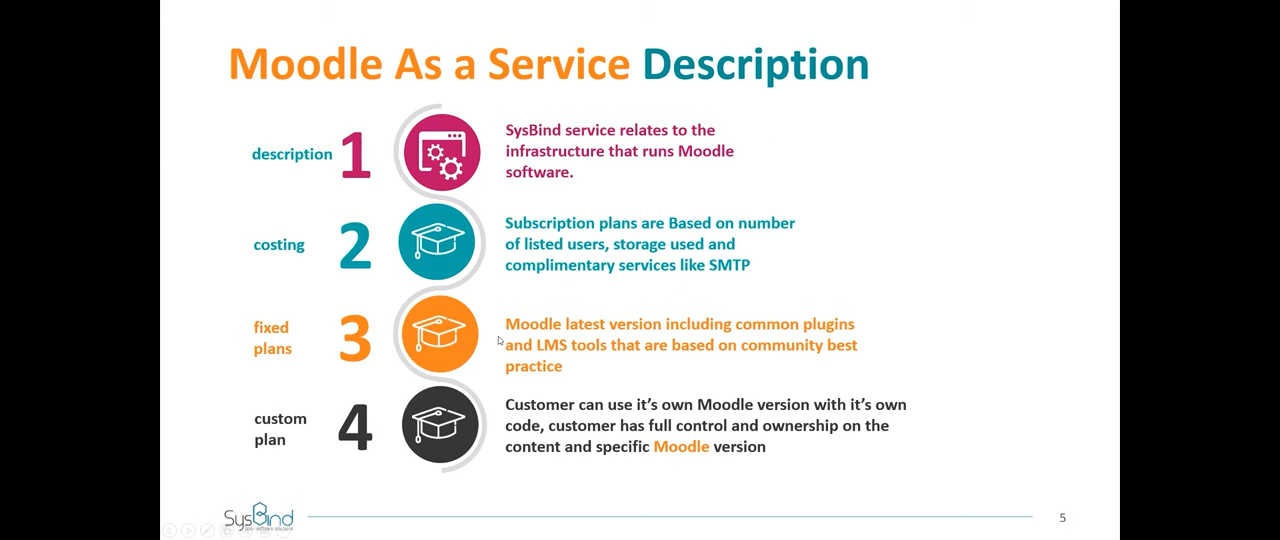 Moodle As a Service Description
description
1
SysBind service relates to the
infrastructure that runs Moodle
software.
costing
2
Subscription plans are Based on number
of listed users, storage used and
complimentary services like SMTP
fixed
plans
3
Moodle latest version including common plugins
and LMS tools that are based on community best
practice
custom
plan
4
Customer can use it's own Moodle version with it's own
code, customer has full control and ownership on the
content and specific Moodle version
SysBind
5